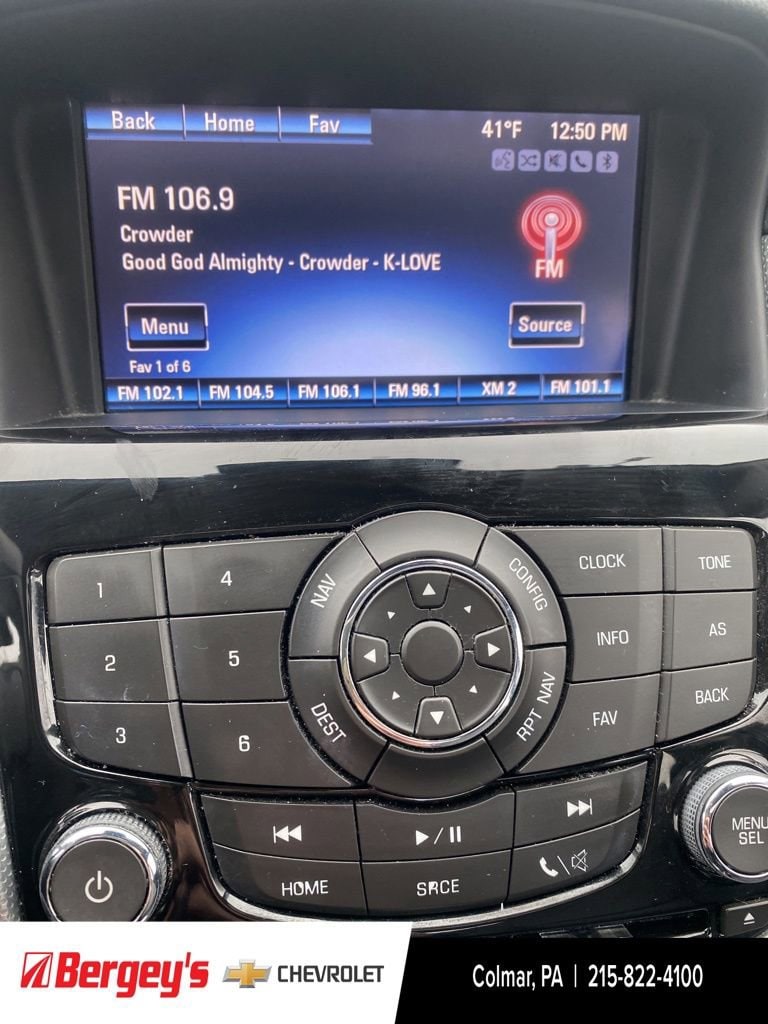 Back Home Fav 41°F 12:50 PM
FM 106.9
Crowder
Good God Almighty - Crowder - K-LOVE
FM
Menu Source
Fav 1 of 6
FM 102.1 FM 104.5 FM 106.1 FM 96.1 XM 2 FM 101.1
1 4 NAV CONFIG CLOCK TONE
2 5 INFO AS
3 6 DEST RPT NAV FAV BACK
HOME SRCE
MENU
SEL
Bergey's CHEVROLET Colmar, PA | 215-822-4100